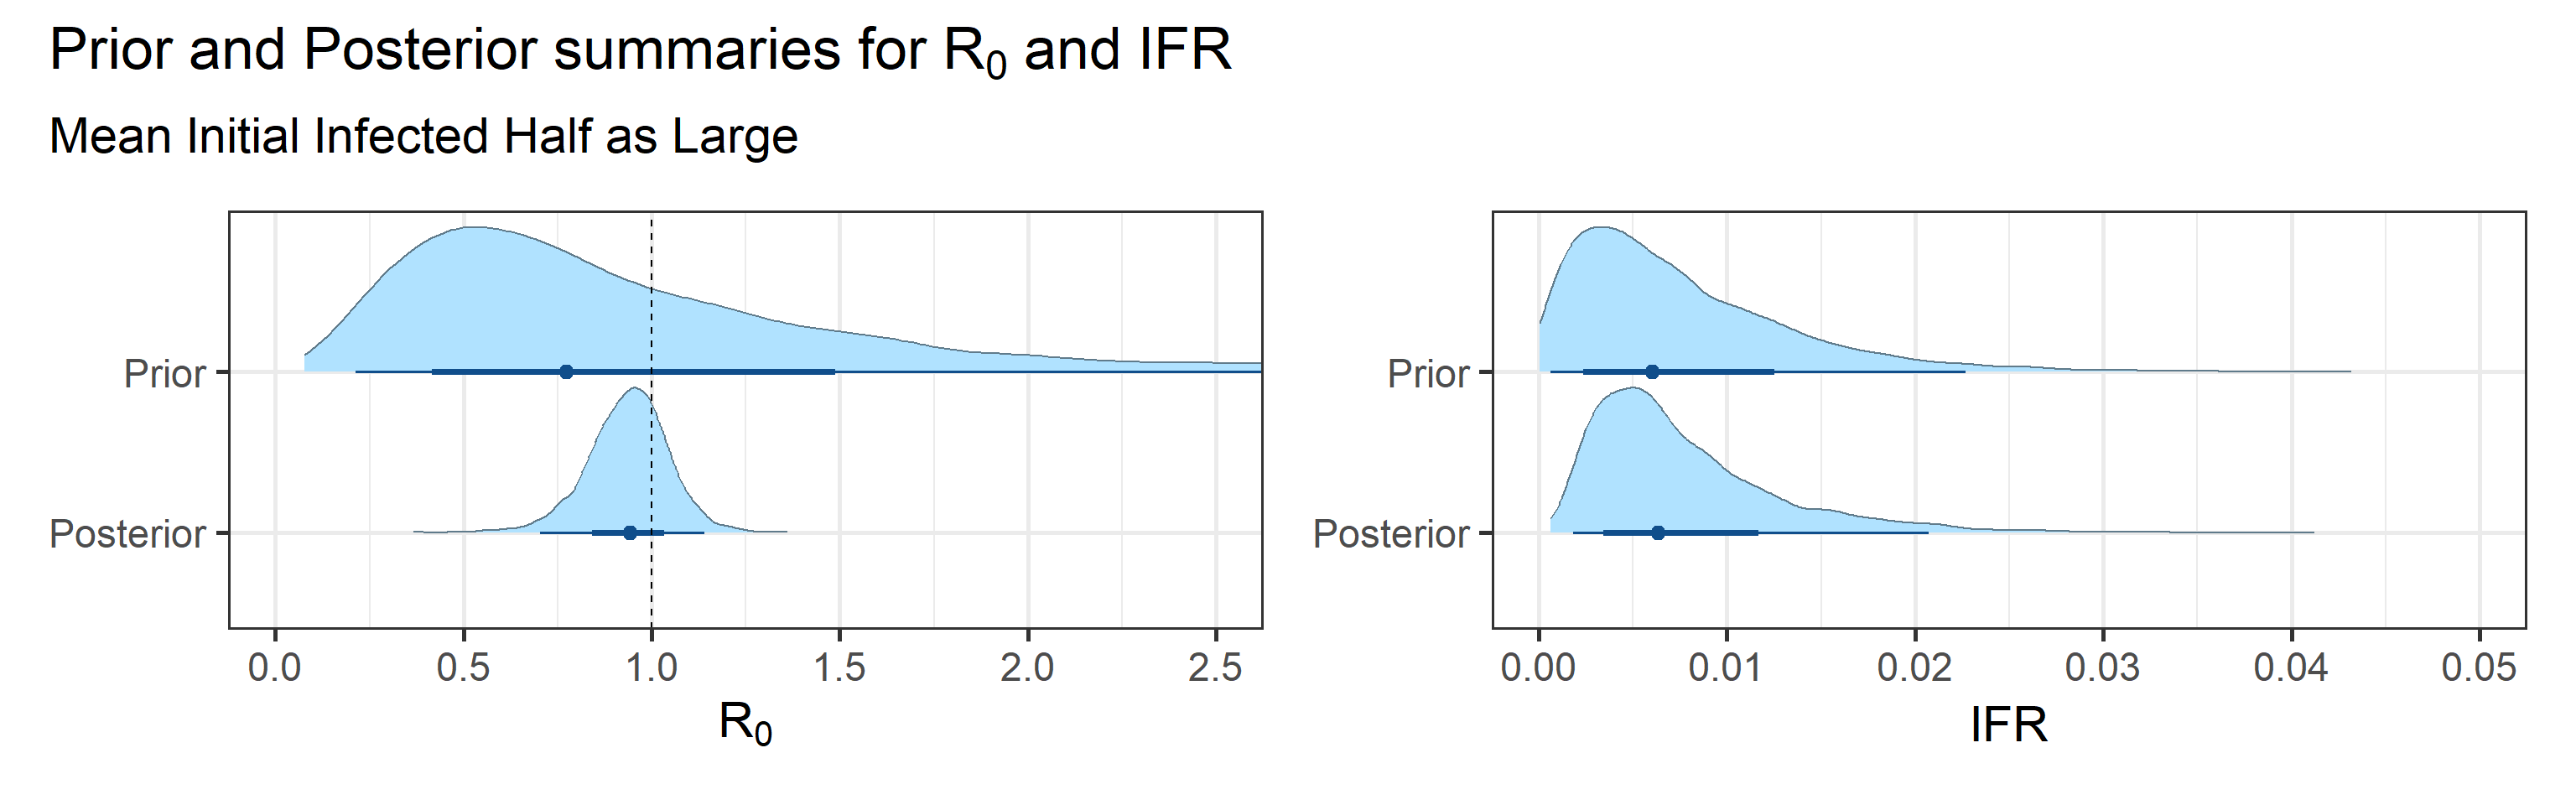 Prior and Posterior summaries for R₀ and IFR
Mean Initial Infected Half as Large
Prior
Posterior
0.0 0.5 1.0 1.5 2.0 2.5
R₀
Prior
Posterior
0.00 0.01 0.02 0.03 0.04 0.05
IFR